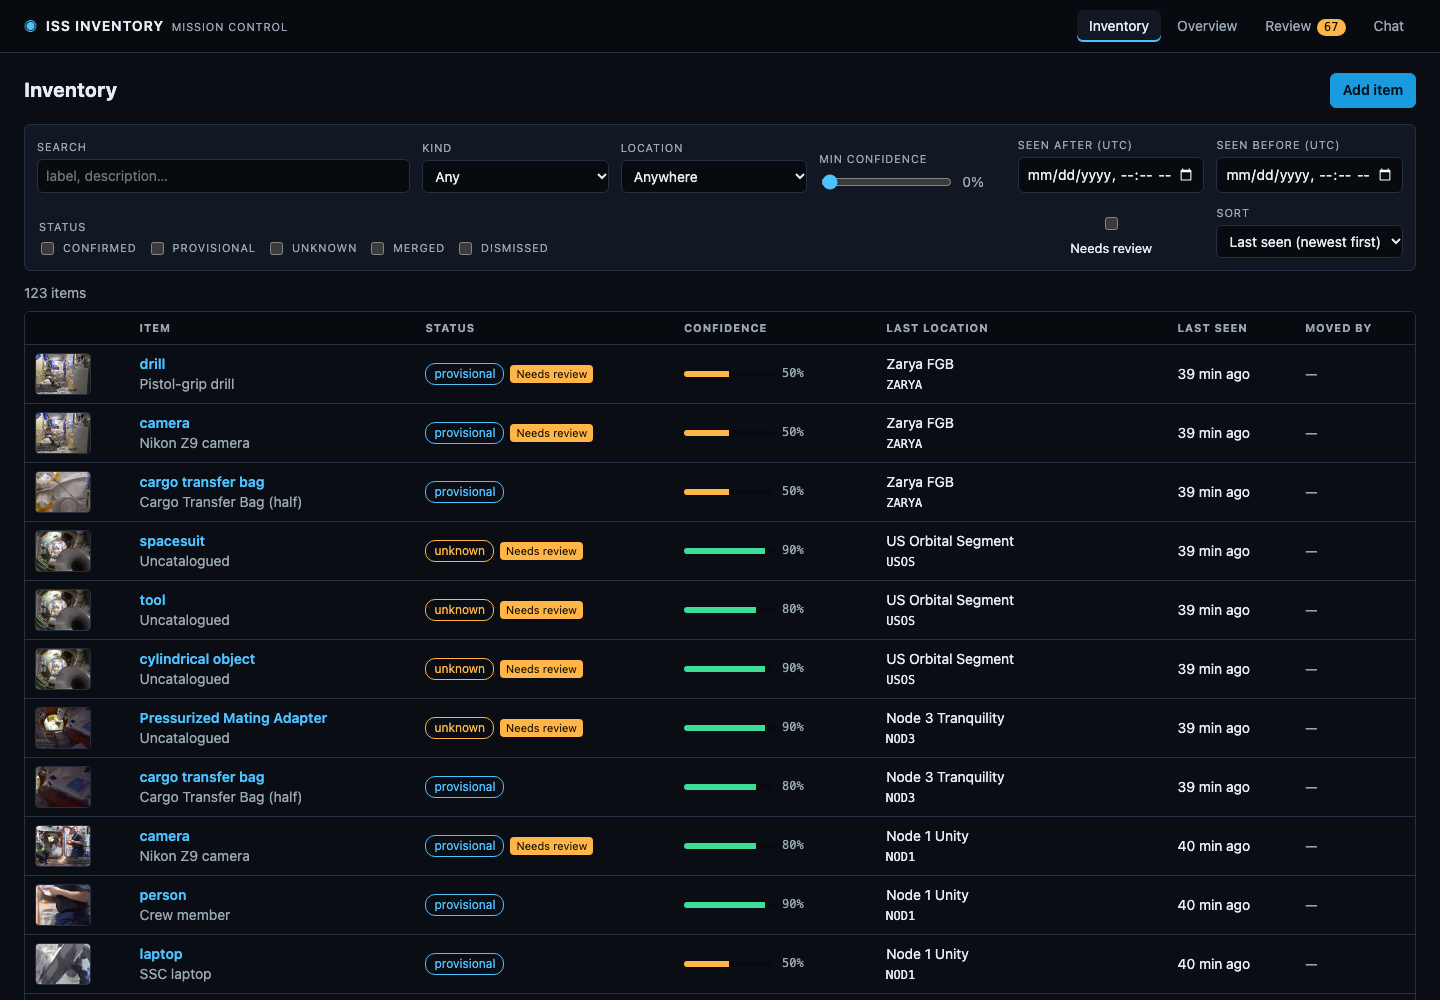 ISS INVENTORY MISSION CONTROL
Inventory Overview Review 67 Chat
Inventory
Add item
SEARCH
label, description...
KIND
Any
LOCATION
Anywhere
MIN CONFIDENCE
0%
SEEN AFTER (UTC)
mm/dd/yyyy, --:-- --
SEEN BEFORE (UTC)
mm/dd/yyyy, --:-- --
STATUS
CONFIRMED PROVISIONAL UNKNOWN MERGED DISMISSED
Needs review
SORT
Last seen (newest first)
123 items
ITEM STATUS CONFIDENCE LAST LOCATION LAST SEEN MOVED BY
drill
Pistol-grip drill
provisional Needs review 50%
Zarya FGB
ZARYA
39 min ago —
camera
Nikon Z9 camera
provisional Needs review 50%
Zarya FGB
ZARYA
39 min ago —
cargo transfer bag
Cargo Transfer Bag (half)
provisional 50%
Zarya FGB
ZARYA
39 min ago —
spacesuit
Uncatalogued
unknown Needs review 90%
US Orbital Segment
USOS
39 min ago —
tool
Uncatalogued
unknown Needs review 80%
US Orbital Segment
USOS
39 min ago —
cylindrical object
Uncatalogued
unknown Needs review 90%
US Orbital Segment
USOS
39 min ago —
Pressurized Mating Adapter
Uncatalogued
unknown Needs review 90%
Node 3 Tranquility
NOD3
39 min ago —
cargo transfer bag
Cargo Transfer Bag (half)
provisional 80%
Node 3 Tranquility
NOD3
39 min ago —
camera
Nikon Z9 camera
provisional Needs review 80%
Node 1 Unity
NOD1
40 min ago —
person
Crew member
provisional 90%
Node 1 Unity
NOD1
40 min ago —
laptop
SSC laptop
provisional 50%
Node 1 Unity
NOD1
40 min ago —